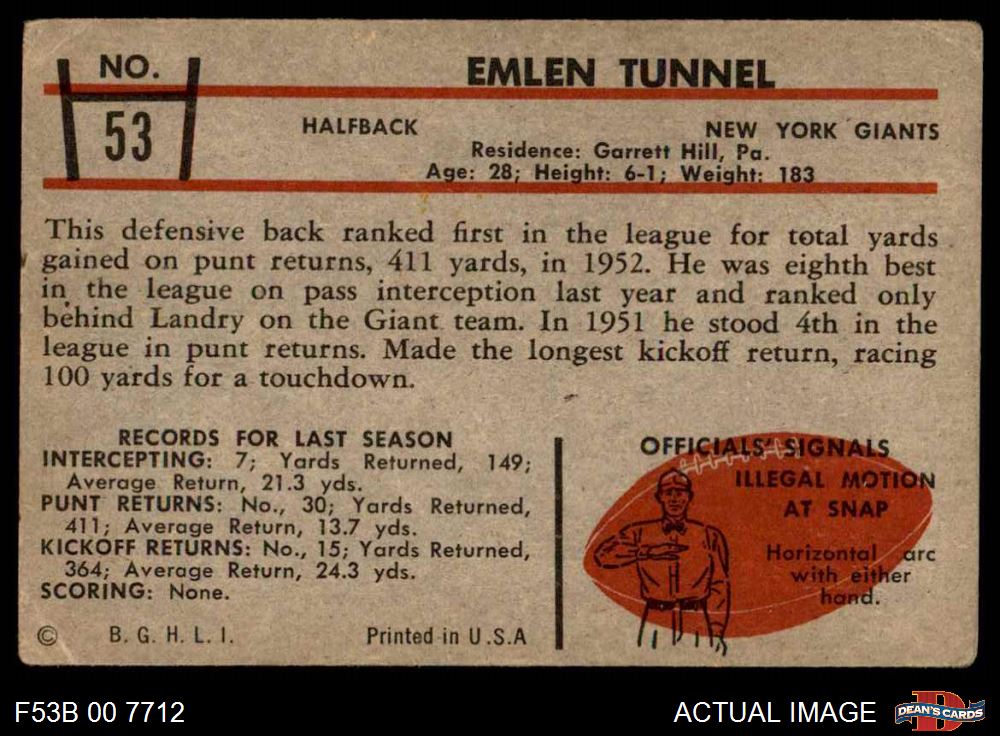 NO.
53
EMLEN TUNNEL
HALFBACK
NEW YORK GIANTS
Residence: Garrett Hill, Pa.
Age: 28; Height: 6-1; Weight: 183
This defensive back ranked first in the league for total yards
gained on punt returns, 411 yards, in 1952. He was eighth best
in the league on pass interception last year and ranked only
behind Landry on the Giant team. In 1951 he stood 4th in the
league in punt returns. Made the longest kickoff return, racing
100 yards for a touchdown.
RECORDS FOR LAST SEASON
INTERCEPTING: 7; Yards Returned, 149;
Average Return, 21.3 yds.
PUNT RETURNS: No., 30; Yards Returned,
411; Average Return, 13.7 yds.
KICKOFF RETURNS: No., 15; Yards Returned,
364; Average Return, 24.3 yds.
SCORING: None.
© B. G. H. L. I. Printed in U.S.A
OFFICIALS' SIGNALS
ILLEGAL MOTION
AT SNAP
Horizontal arc
with either
hand.
F53B 00 7712
ACTUAL IMAGE
DEAN'S CARDS